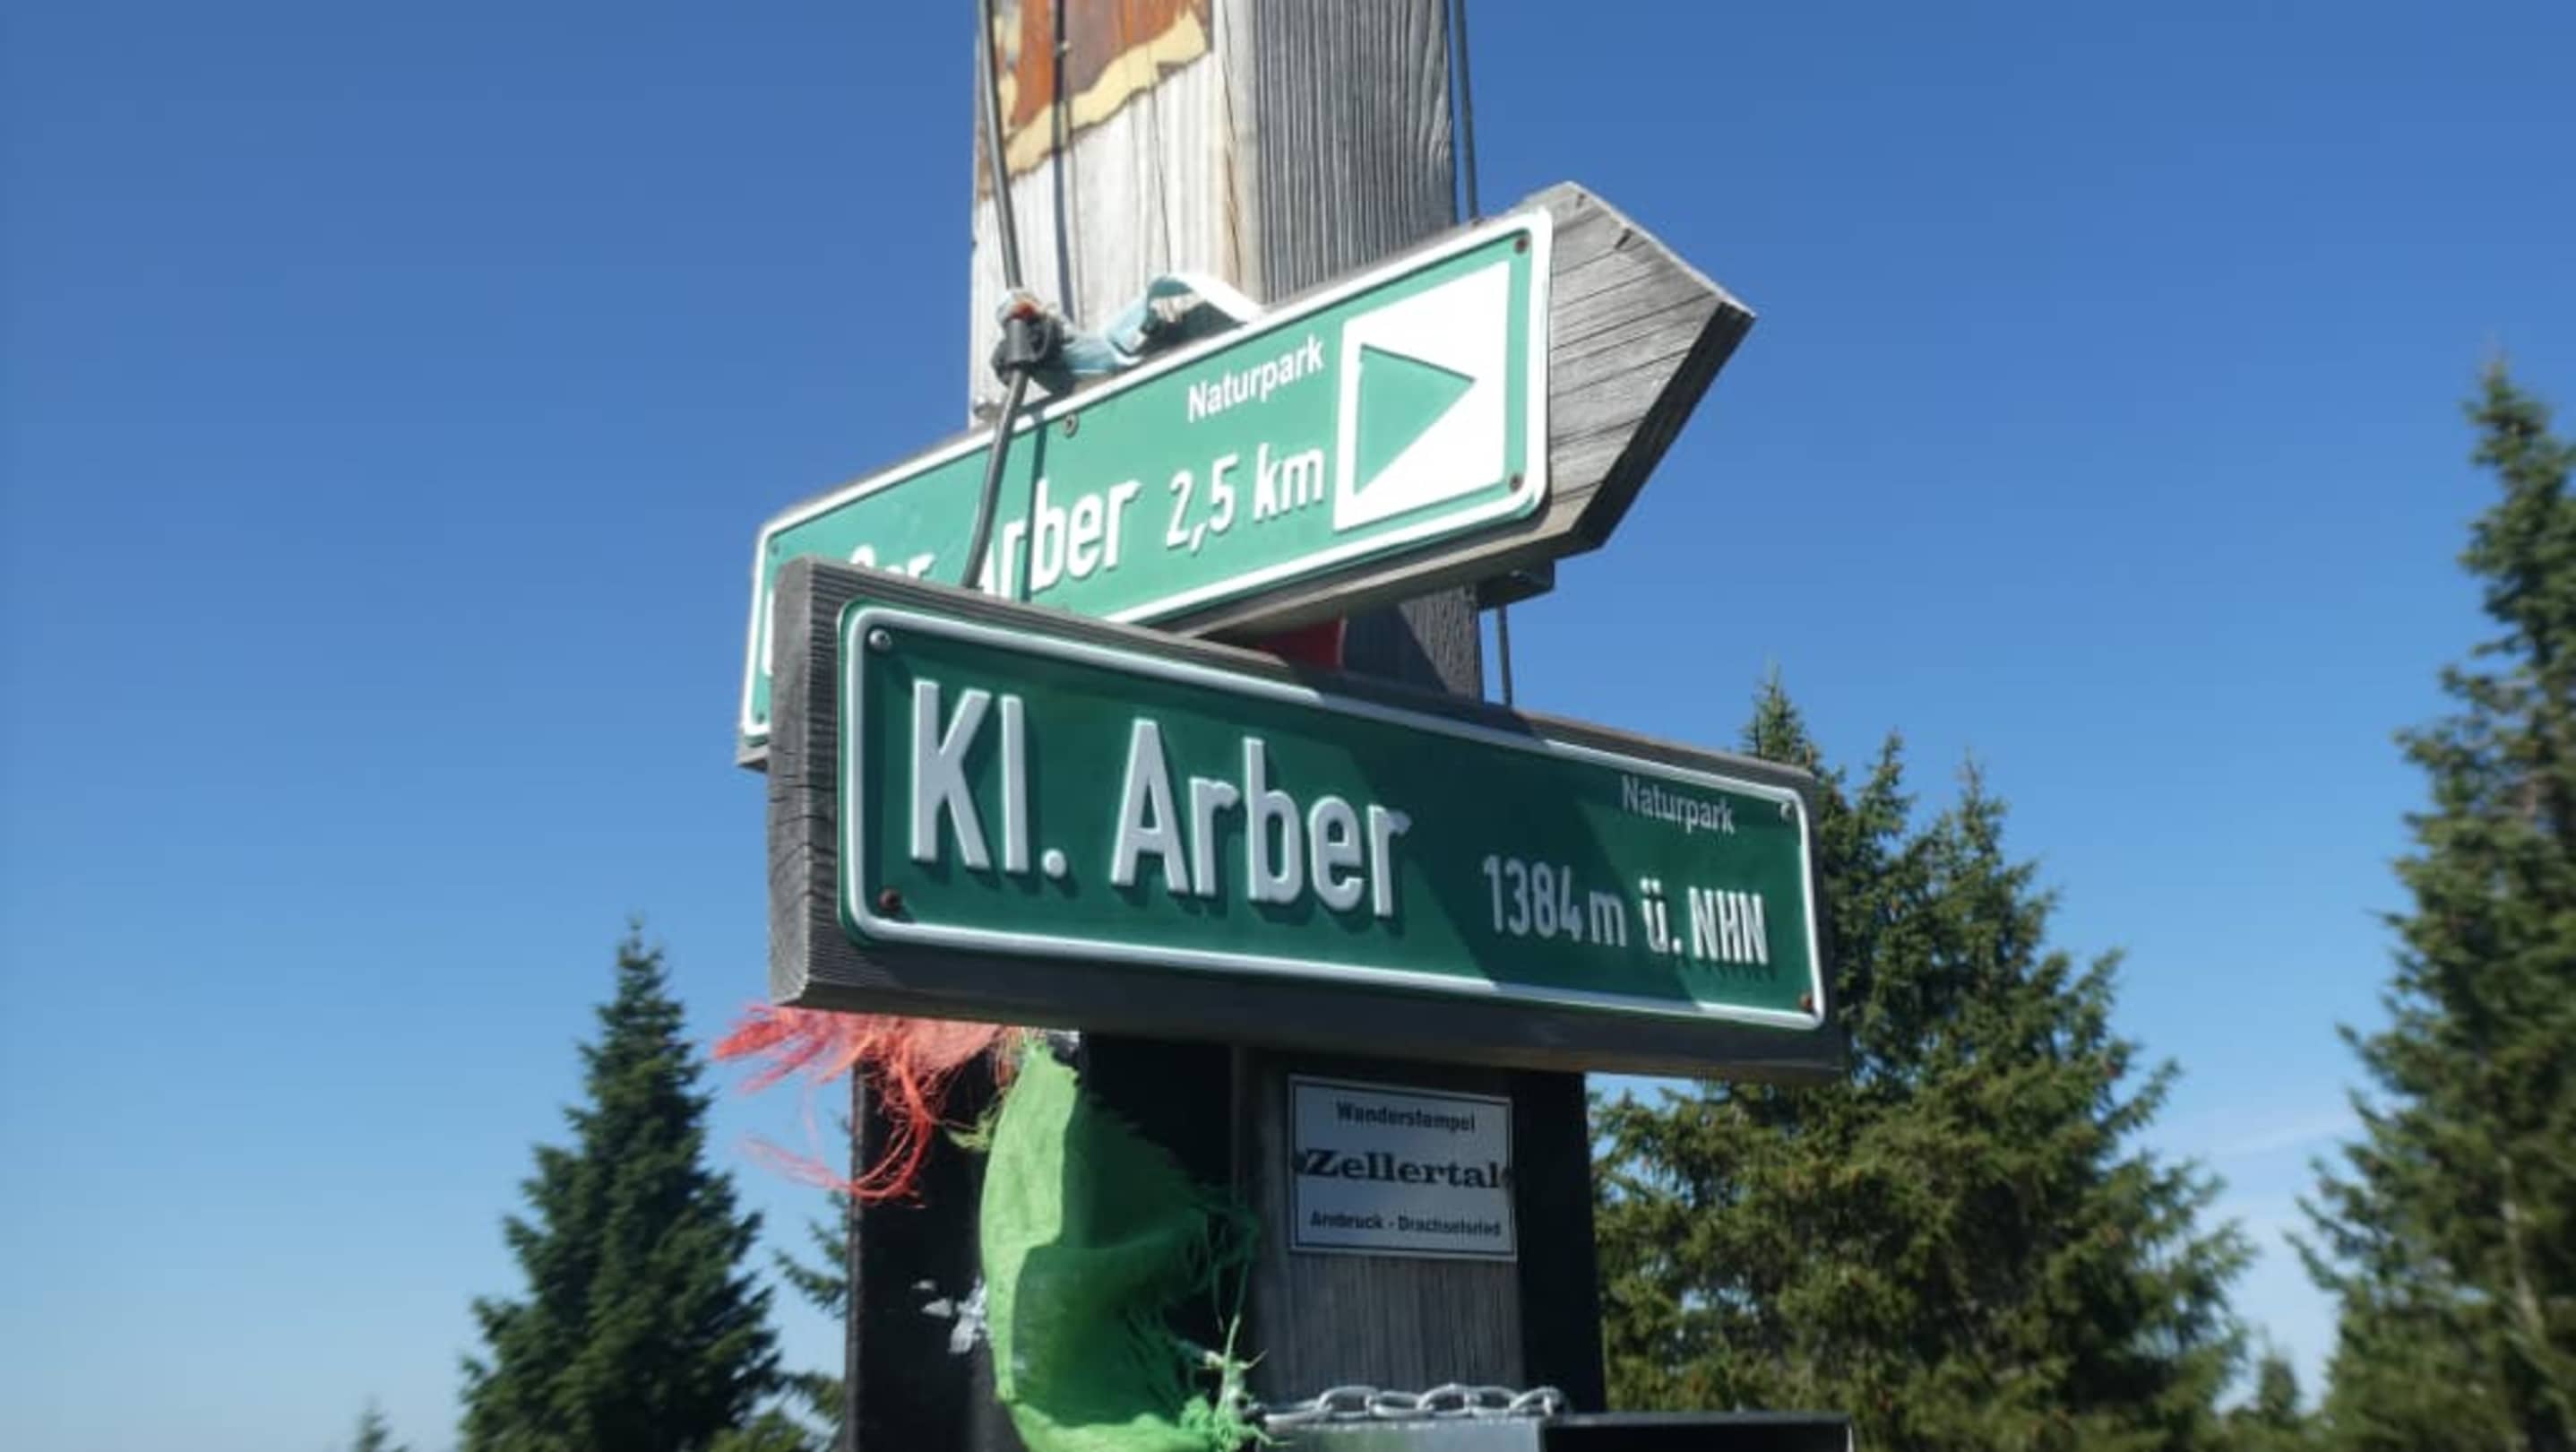 Naturpark
Arber 2,5 km
Naturpark
Kl. Arber 1384 m ü. NHN
Wanderstempel
Zellertal
Arnbruck - Drachselsried